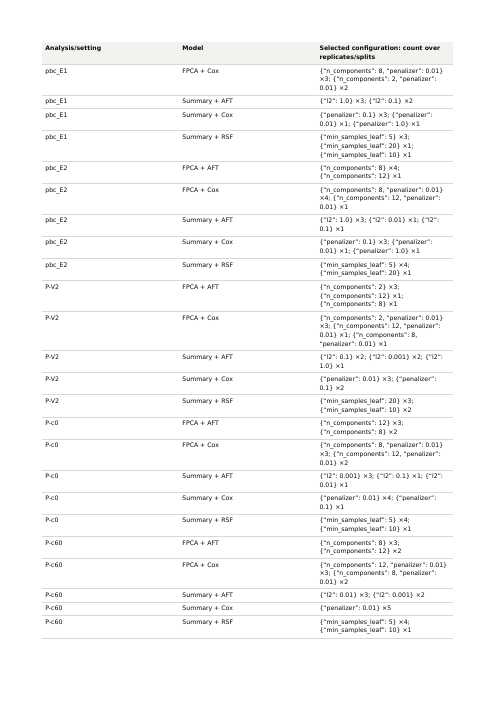 Analysis/setting Model Selected configuration: count over
replicates/splits
pbc_E1 FPCA + Cox {"n_components": 8, "penalizer": 0.01}
×3; {"n_components": 2, "penalizer":
0.01} ×2
pbc_E1 Summary + AFT {"l2": 1.0} ×3; {"l2": 0.1} ×2
pbc_E1 Summary + Cox {"penalizer": 0.1} ×3; {"penalizer":
0.01} ×1; {"penalizer": 1.0} ×1
pbc_E1 Summary + RSF {"min_samples_leaf": 5} ×3;
{"min_samples_leaf": 20} ×1;
{"min_samples_leaf": 10} ×1
pbc_E2 FPCA + AFT {"n_components": 8} ×4;
{"n_components": 12} ×1
pbc_E2 FPCA + Cox {"n_components": 8, "penalizer": 0.01}
×4; {"n_components": 12, "penalizer":
0.01} ×1
pbc_E2 Summary + AFT {"l2": 1.0} ×3; {"l2": 0.01} ×1; {"l2":
0.1} ×1
pbc_E2 Summary + Cox {"penalizer": 0.1} ×3; {"penalizer":
0.01} ×1; {"penalizer": 1.0} ×1
pbc_E2 Summary + RSF {"min_samples_leaf": 5} ×4;
{"min_samples_leaf": 20} ×1
P-V2 FPCA + AFT {"n_components": 2} ×3;
{"n_components": 12} ×1;
{"n_components": 8} ×1
P-V2 FPCA + Cox {"n_components": 2, "penalizer": 0.01}
×3; {"n_components": 12, "penalizer":
0.01} ×1; {"n_components": 8,
"penalizer": 0.01} ×1
P-V2 Summary + AFT {"l2": 0.1} ×2; {"l2": 0.001} ×2; {"l2":
1.0} ×1
P-V2 Summary + Cox {"penalizer": 0.01} ×3; {"penalizer":
0.1} ×2
P-V2 Summary + RSF {"min_samples_leaf": 20} ×3;
{"min_samples_leaf": 10} ×2
P-c0 FPCA + AFT {"n_components": 12} ×3;
{"n_components": 8} ×2
P-c0 FPCA + Cox {"n_components": 8, "penalizer": 0.01}
×3; {"n_components": 12, "penalizer":
0.01} ×2
P-c0 Summary + AFT {"l2": 0.001} ×3; {"l2": 0.1} ×1; {"l2":
0.01} ×1
P-c0 Summary + Cox {"penalizer": 0.01} ×4; {"penalizer":
0.1} ×1
P-c0 Summary + RSF {"min_samples_leaf": 5} ×4;
{"min_samples_leaf": 10} ×1
P-c60 FPCA + AFT {"n_components": 8} ×3;
{"n_components": 12} ×2
P-c60 FPCA + Cox {"n_components": 12, "penalizer": 0.01}
×3; {"n_components": 8, "penalizer":
0.01} ×2
P-c60 Summary + AFT {"l2": 0.01} ×3; {"l2": 0.001} ×2
P-c60 Summary + Cox {"penalizer": 0.01} ×5
P-c60 Summary + RSF {"min_samples_leaf": 5} ×4;
{"min_samples_leaf": 10} ×1